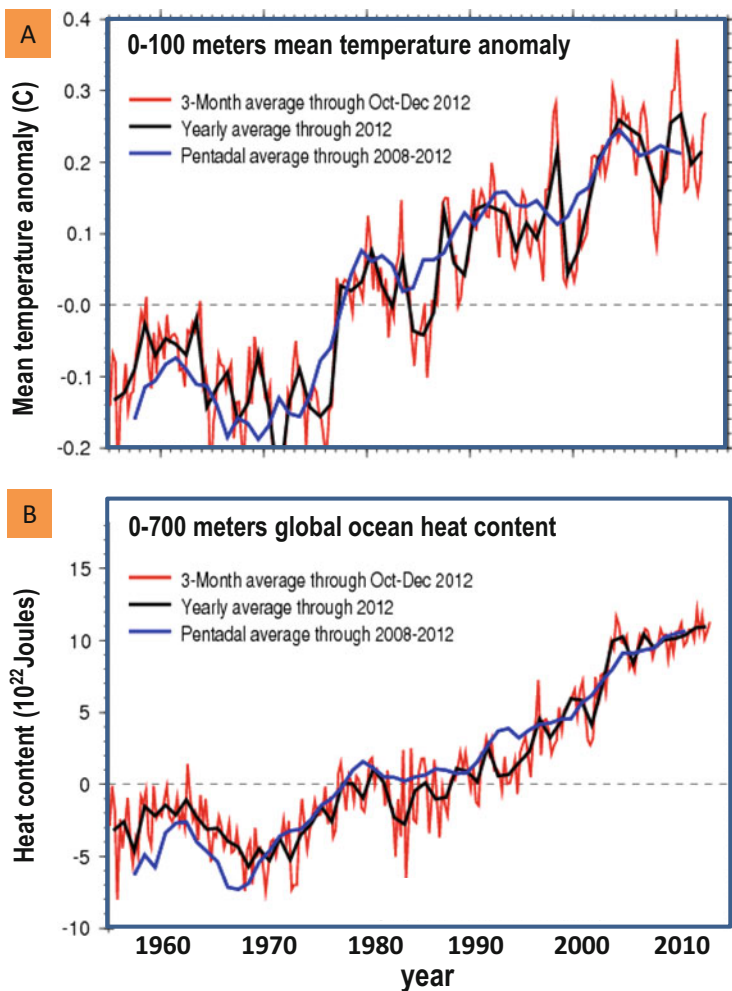 A
0-100 meters mean temperature anomaly
3-Month average through Oct-Dec 2012
Yearly average through 2012
Pentadal average through 2008-2012
Mean temperature anomaly (C)
0.4
0.3
0.2
0.1
-0.0
-0.1
-0.2
B
0-700 meters global ocean heat content
3-Month average through Oct-Dec 2012
Yearly average through 2012
Pentadal average through 2008-2012
Heat content (10²²Joules)
15
10
5
0
-5
-10
1960 1970 1980 1990 2000 2010
year